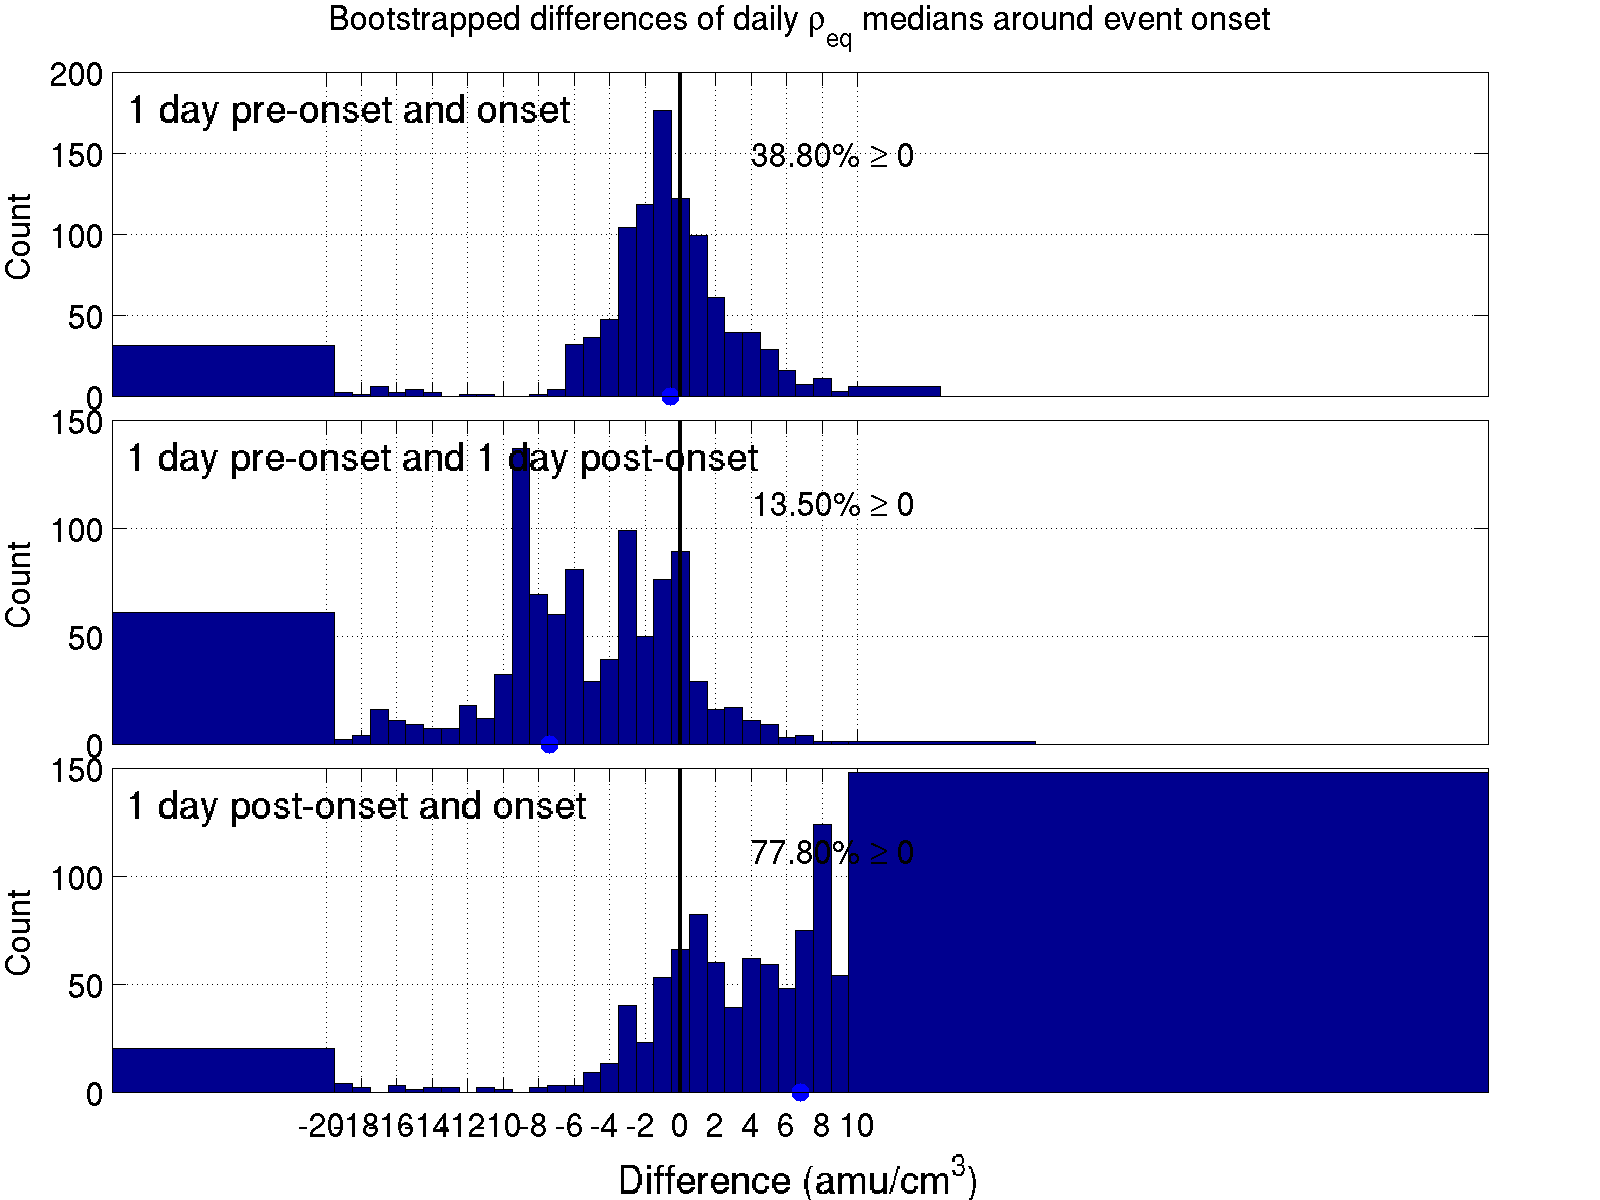 Bootstrapped differences of daily ρeq medians around event onset
200
150
100
50
0
Count
1 day pre-onset and onset
38.80% ≥ 0
150
100
50
0
Count
1 day pre-onset and 1 day post-onset
13.50% ≥ 0
150
100
50
0
Count
1 day post-onset and onset
77.80% ≥ 0
-20 -18 -16 -14 -12 -10 -8 -6 -4 -2 0 2 4 6 8 10
Difference (amu/cm³)